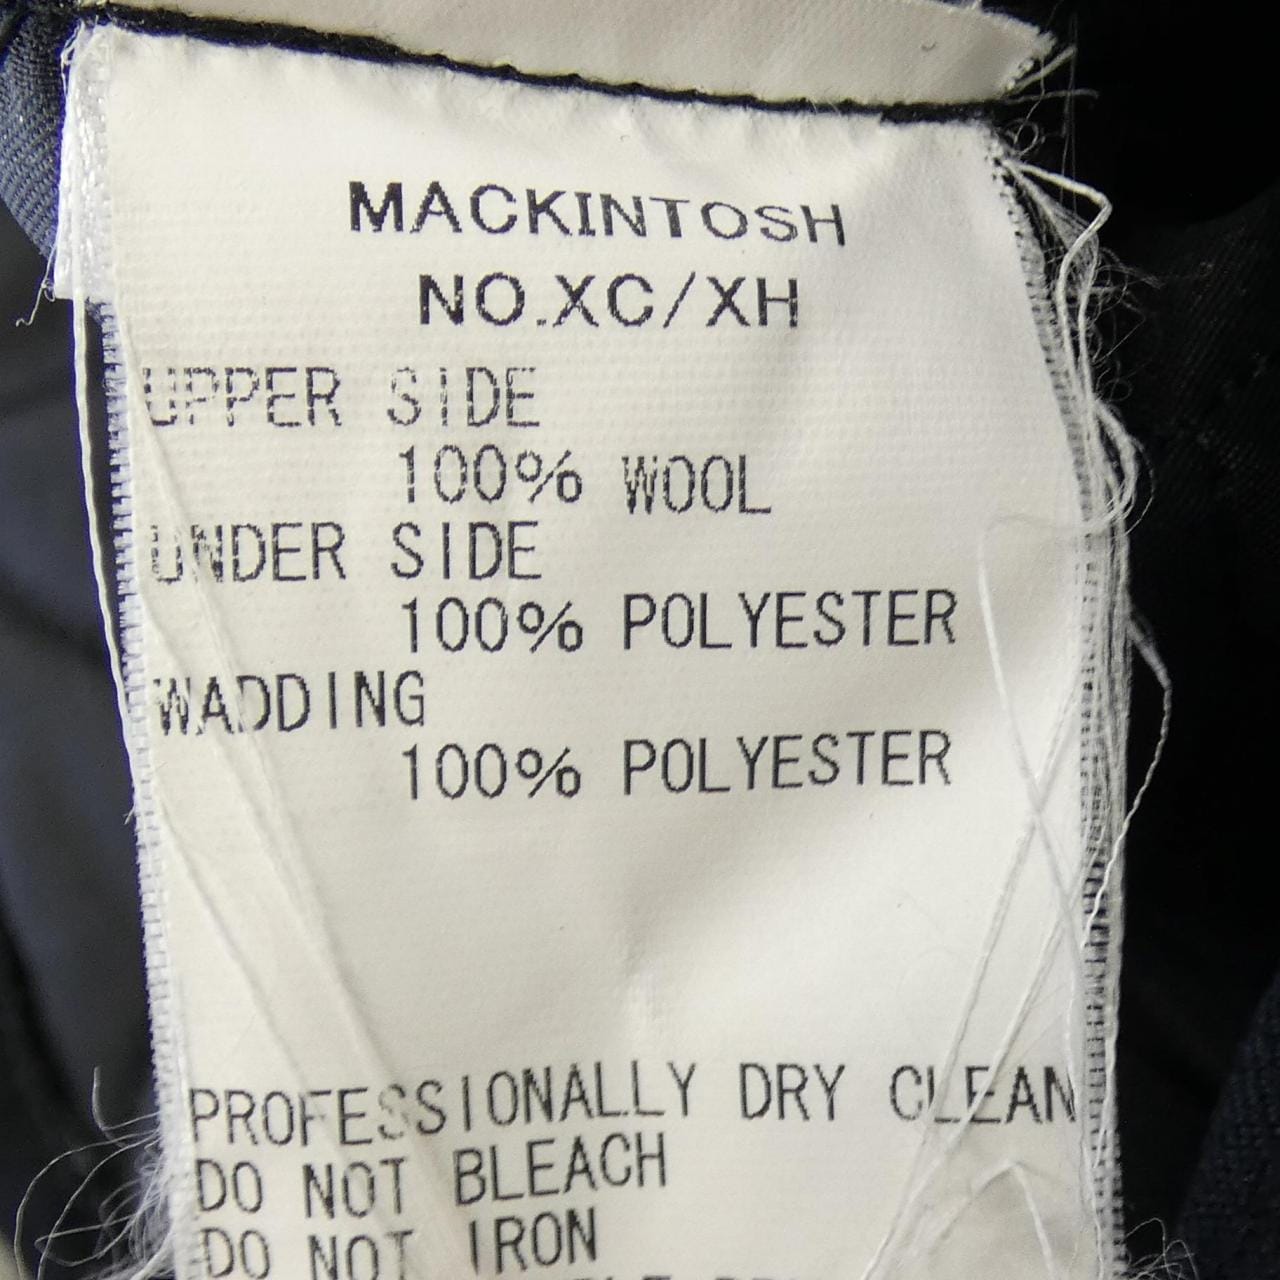 MACKINTOSH
NO.XC/XH
UPPER SIDE
100% WOOL
UNDER SIDE
100% POLYESTER
WADDING
100% POLYESTER
PROFESSIONALLY DRY CLEAN
DO NOT BLEACH
DO NOT IRON